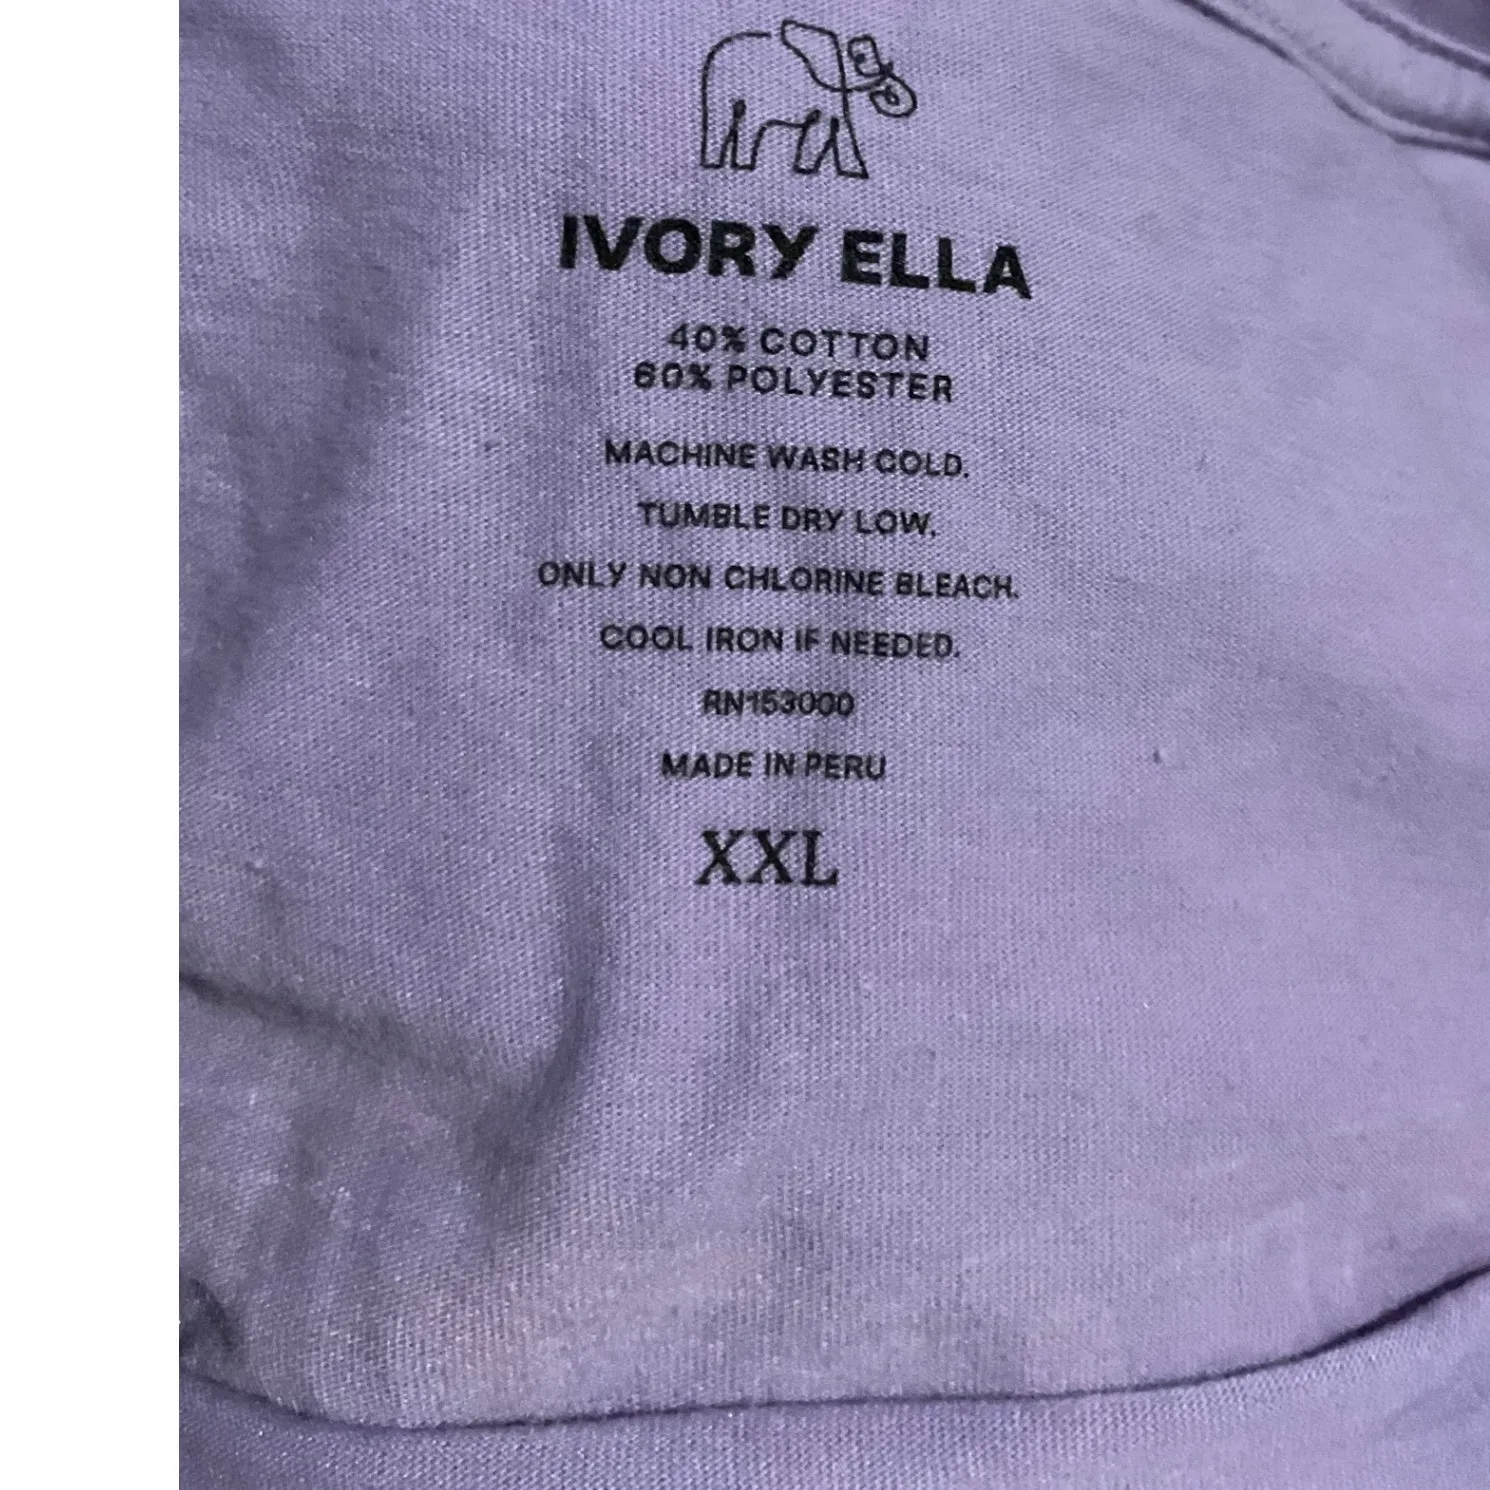 IVORY ELLA
40% COTTON
60% POLYESTER
MACHINE WASH COLD.
TUMBLE DRY LOW.
ONLY NON CHLORINE BLEACH.
COOL IRON IF NEEDED.
RN153000
MADE IN PERU
XXL